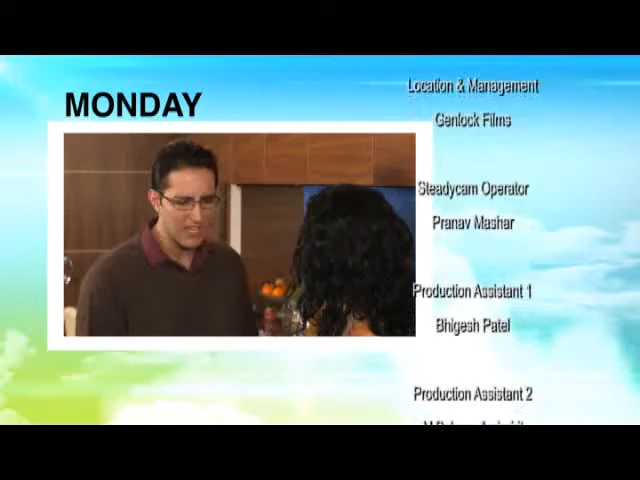 MONDAY
Location & Management
Genlock Films
Steadycam Operator
Pranav Mashar
Production Assistant 1
Bhigesh Patel
Production Assistant 2